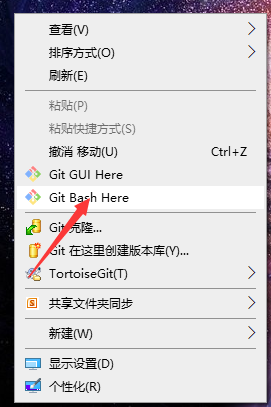 查看(V)
排序方式(O)
刷新(E)
粘贴(P)
粘贴快捷方式(S)
撤消 移动(U) Ctrl+Z
Git GUI Here
Git Bash Here
Git 克隆...
Git 在这里创建版本库(Y)...
TortoiseGit(T)
共享文件夹同步
新建(W)
显示设置(D)
个性化(R)